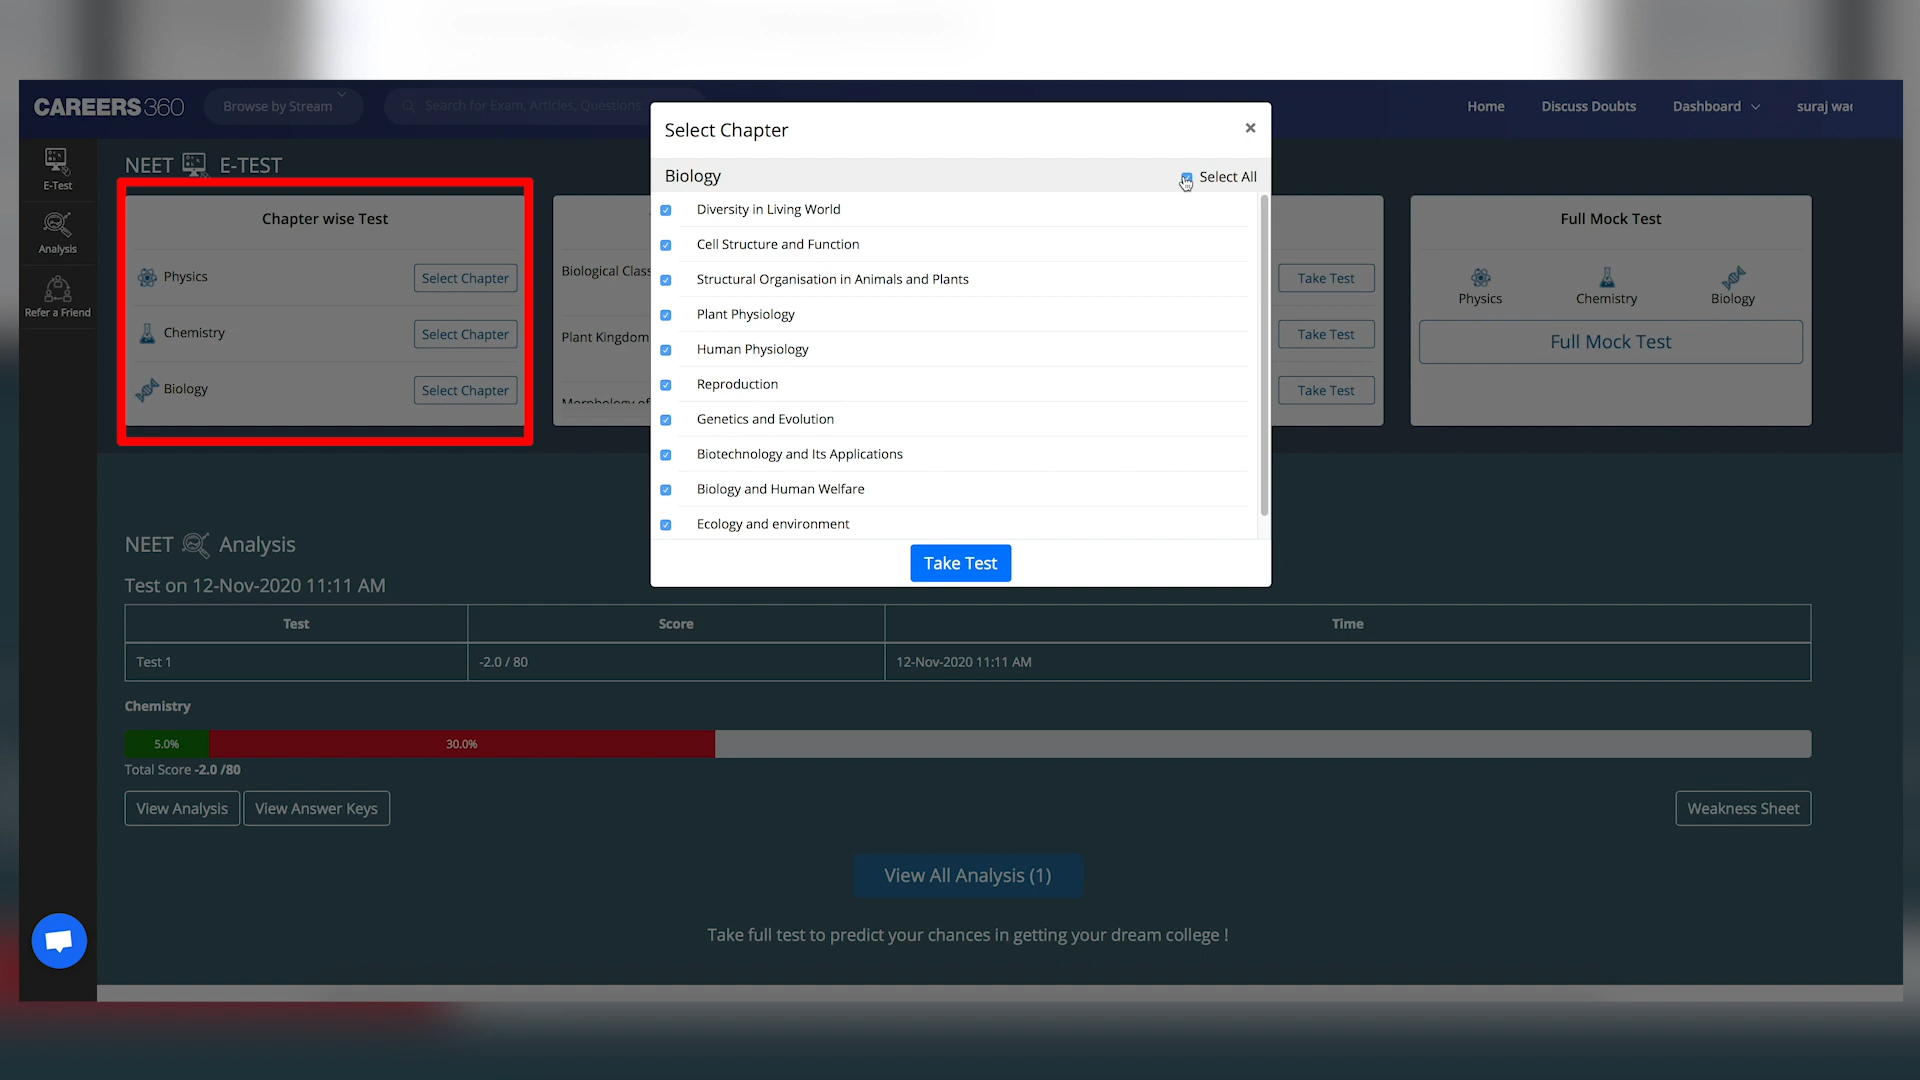 CAREERS360
Browse by Stream
Search for Exam, Articles, Questions
Home
Discuss Doubts
Dashboard
suraj
E-Test
Analysis
Refer a Friend
NEET E-TEST
Chapter wise Test
Physics
Select Chapter
Chemistry
Select Chapter
Biology
Select Chapter
Biological
Plant Kingdom
Take Test
Take Test
Take Test
Full Mock Test
Physics
Chemistry
Biology
Full Mock Test
Select Chapter
×
Biology
Select All
Diversity in Living World
Cell Structure and Function
Structural Organisation in Animals and Plants
Plant Physiology
Human Physiology
Reproduction
Genetics and Evolution
Biotechnology and Its Applications
Biology and Human Welfare
Ecology and environment
Take Test
NEET Analysis
Test on 12-Nov-2020 11:11 AM
Test Score Time
Test 1 -2.0 / 80 12-Nov-2020 11:11 AM
Chemistry
5.0% 30.0%
Total Score -2.0 /80
View Analysis
View Answer Keys
Weakness Sheet
View All Analysis (1)
Take full test to predict your chances in getting your dream college !